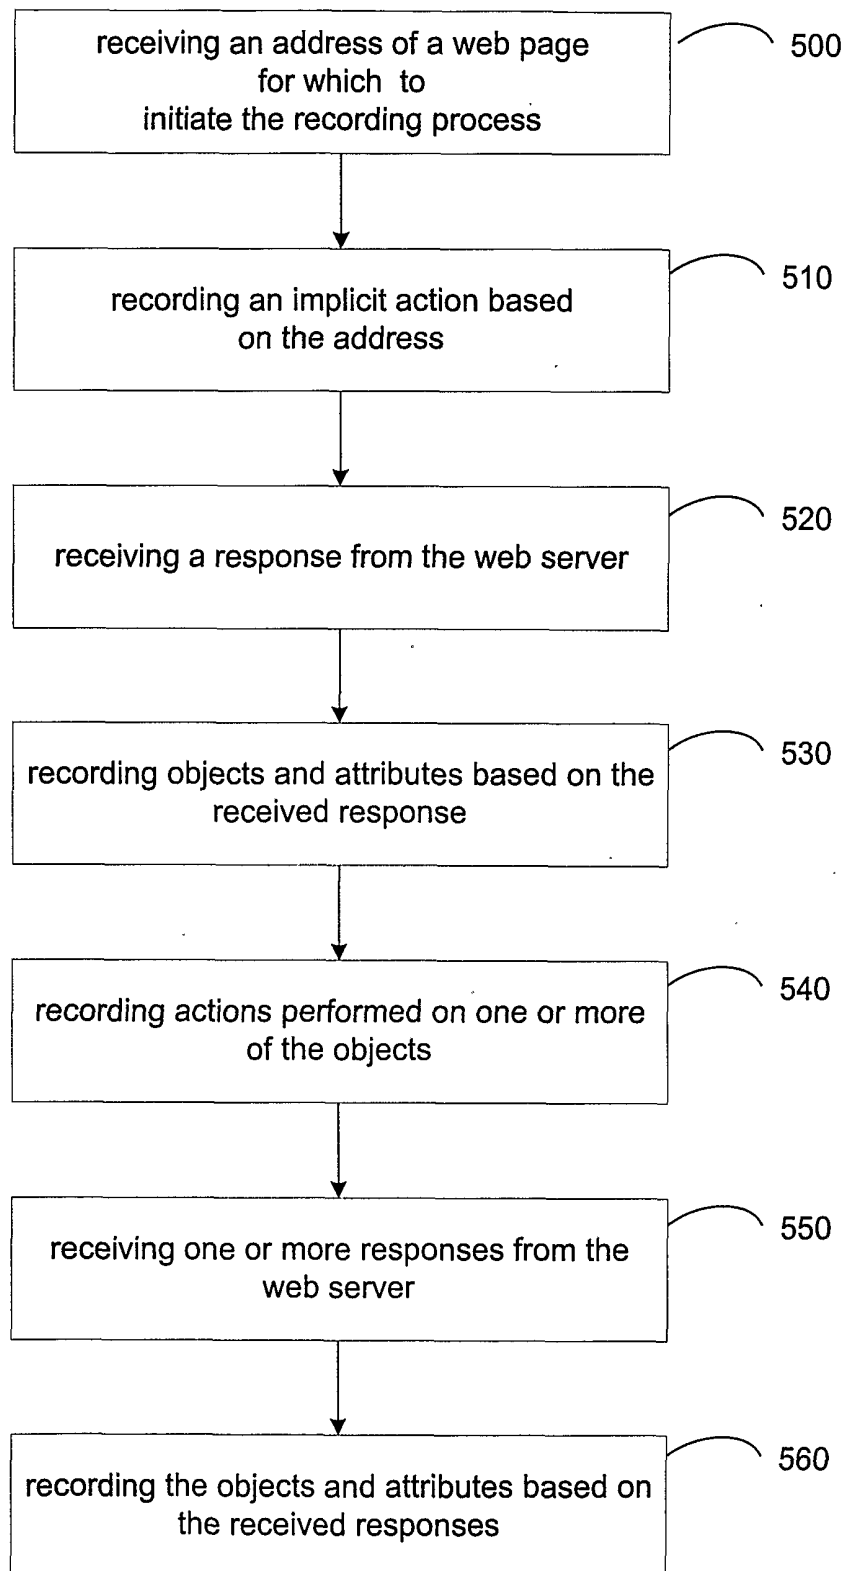 receiving an address of a web page
for which to
initiate the recording process
500
recording an implicit action based
on the address
510
receiving a response from the web server
520
recording objects and attributes based on the
received response
530
recording actions performed on one or more
of the objects
540
receiving one or more responses from the
web server
550
recording the objects and attributes based on
the received responses
560